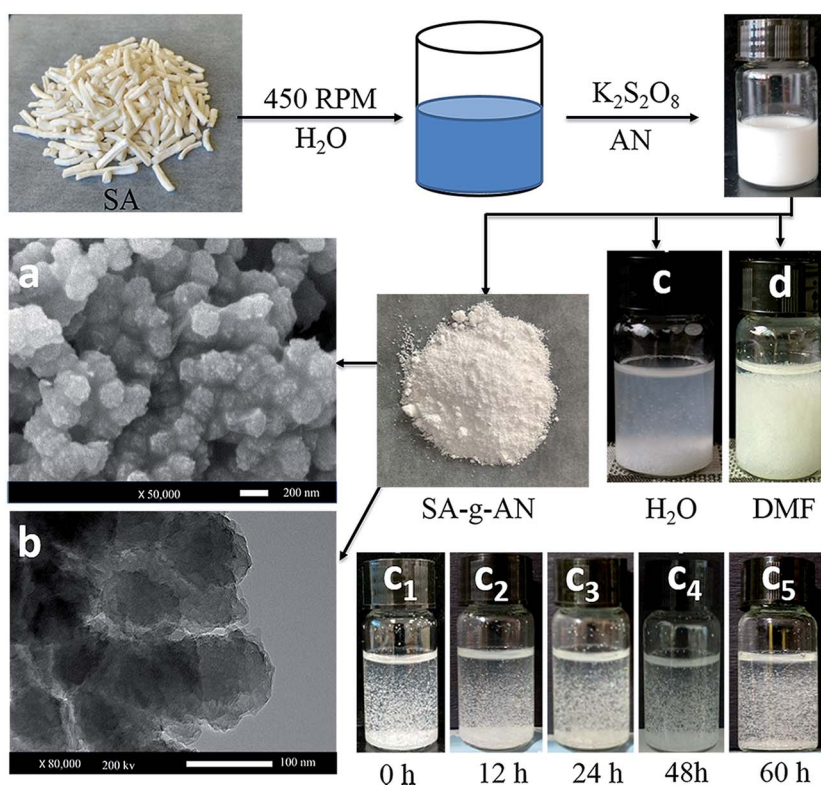 450 RPM
H₂O
K₂S₂O₈
AN
SA
a
X 50,000 200 nm
SA-g-AN
c
H₂O
d
DMF
b
X 80,000 200 kv 100 nm
c₁
c₂
c₃
c₄
c₅
0 h
12 h
24 h
48h
60 h